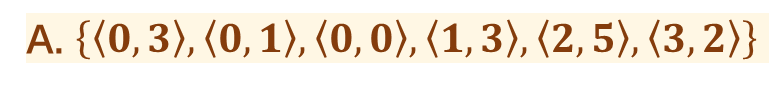 A. {⟨0, 3⟩, ⟨0, 1⟩, ⟨0, 0⟩, ⟨1, 3⟩, ⟨2, 5⟩, ⟨3, 2⟩}